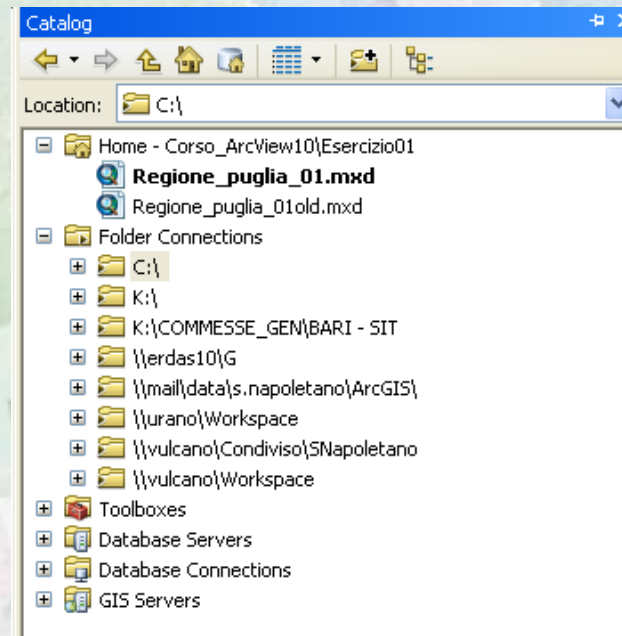 Catalog
Location: C:\
Home - Corso_ArcView10\Esercizio01
Regione_puglia_01.mxd
Regione_puglia_01old.mxd
Folder Connections
C:\
K:\
K:\COMMESSE_GEN\BARI - SIT
\\erdas10\G
\\mail\data\s.napoletano\ArcGIS\
\\urano\Workspace
\\vulcano\Condiviso\SNapoletano
\\vulcano\Workspace
Toolboxes
Database Servers
Database Connections
GIS Servers